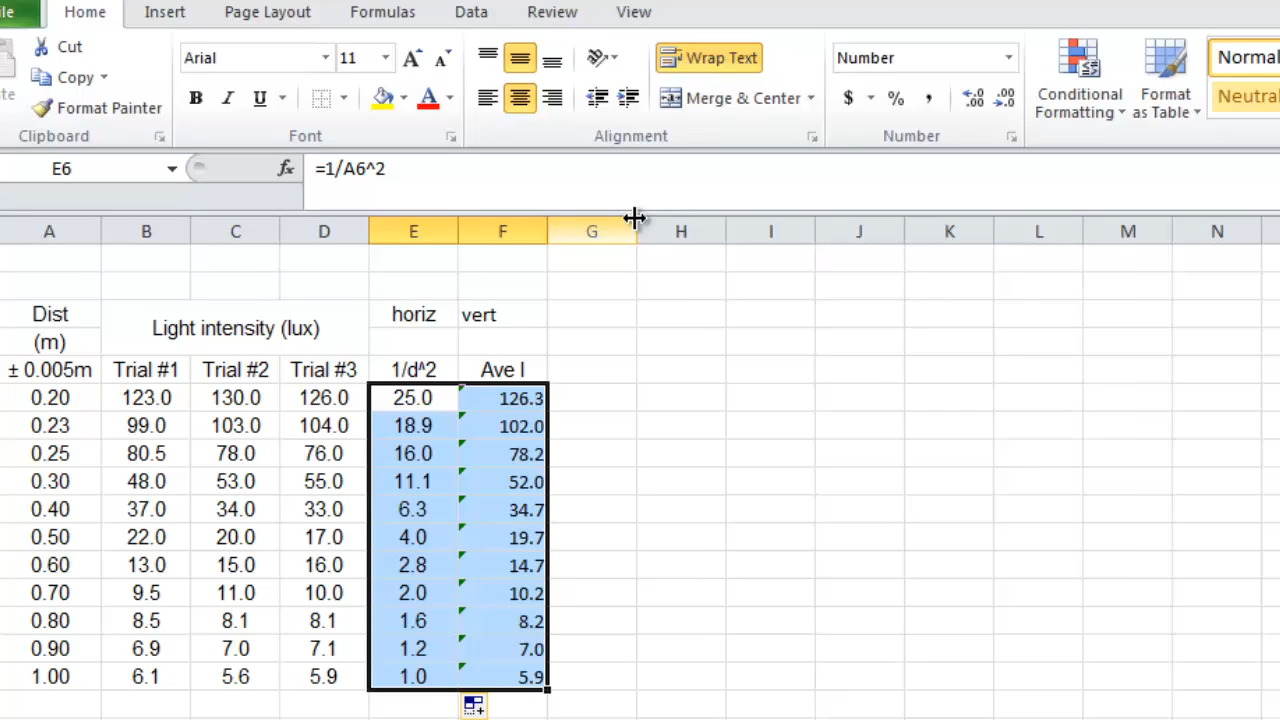 ile Home Insert Page Layout Formulas Data Review View
Cut Arial 11 Wrap Text Number Normal
Copy
te Format Painter B I U Merge & Center $ % , .00 .0 Conditional Formatting Format as Table Neutral
Clipboard Font Alignment Number
E6 fx =1/A6^2
A B C D E F G H I J K L M N
Dist horiz vert
Light intensity (lux)
(m)
± 0.005m Trial #1 Trial #2 Trial #3 1/d^2 Ave I
0.20 123.0 130.0 126.0 25.0 126.3
0.23 99.0 103.0 104.0 18.9 102.0
0.25 80.5 78.0 76.0 16.0 78.2
0.30 48.0 53.0 55.0 11.1 52.0
0.40 37.0 34.0 33.0 6.3 34.7
0.50 22.0 20.0 17.0 4.0 19.7
0.60 13.0 15.0 16.0 2.8 14.7
0.70 9.5 11.0 10.0 2.0 10.2
0.80 8.5 8.1 8.1 1.6 8.2
0.90 6.9 7.0 7.1 1.2 7.0
1.00 6.1 5.6 5.9 1.0 5.9